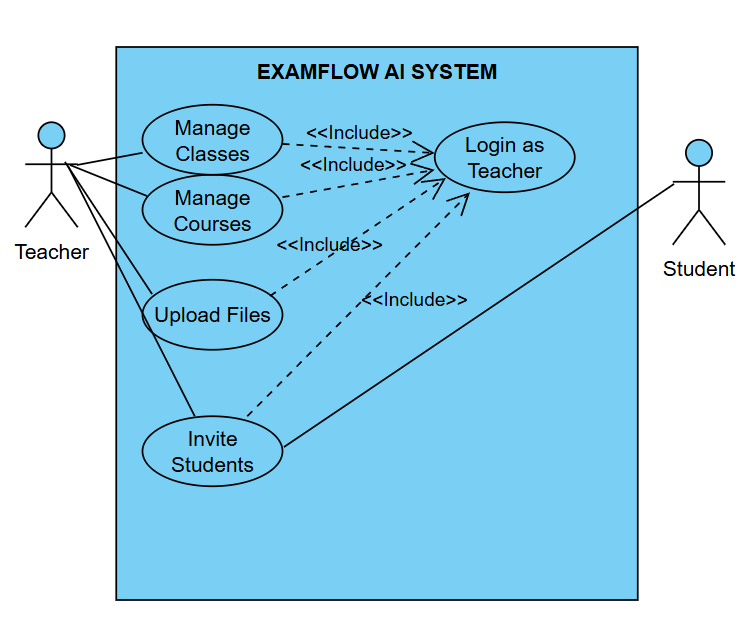 EXAMFLOW AI SYSTEM
Manage
Classes
<<Include>>
Login as
Teacher
<<Include>>
Manage
Courses
Teacher
<<Include>>
Student
Upload Files
<<Include>>
Invite
Students